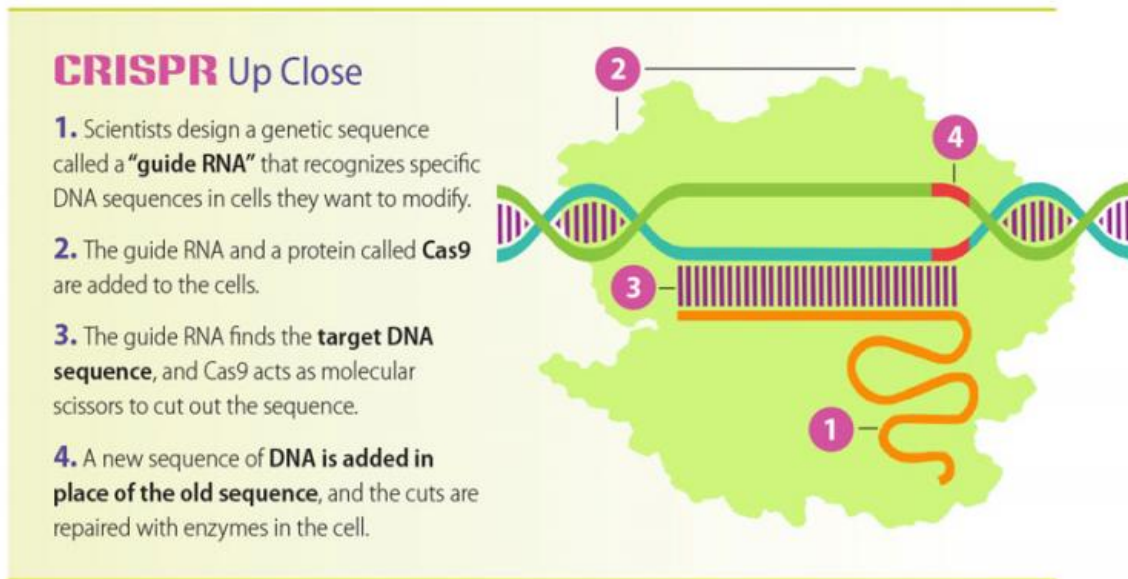 CRISPR Up Close
1. Scientists design a genetic sequence
called a "guide RNA" that recognizes specific
DNA sequences in cells they want to modify.
2. The guide RNA and a protein called Cas9
are added to the cells.
3. The guide RNA finds the target DNA
sequence, and Cas9 acts as molecular
scissors to cut out the sequence.
4. A new sequence of DNA is added in
place of the old sequence, and the cuts are
repaired with enzymes in the cell.
2
4
3
1